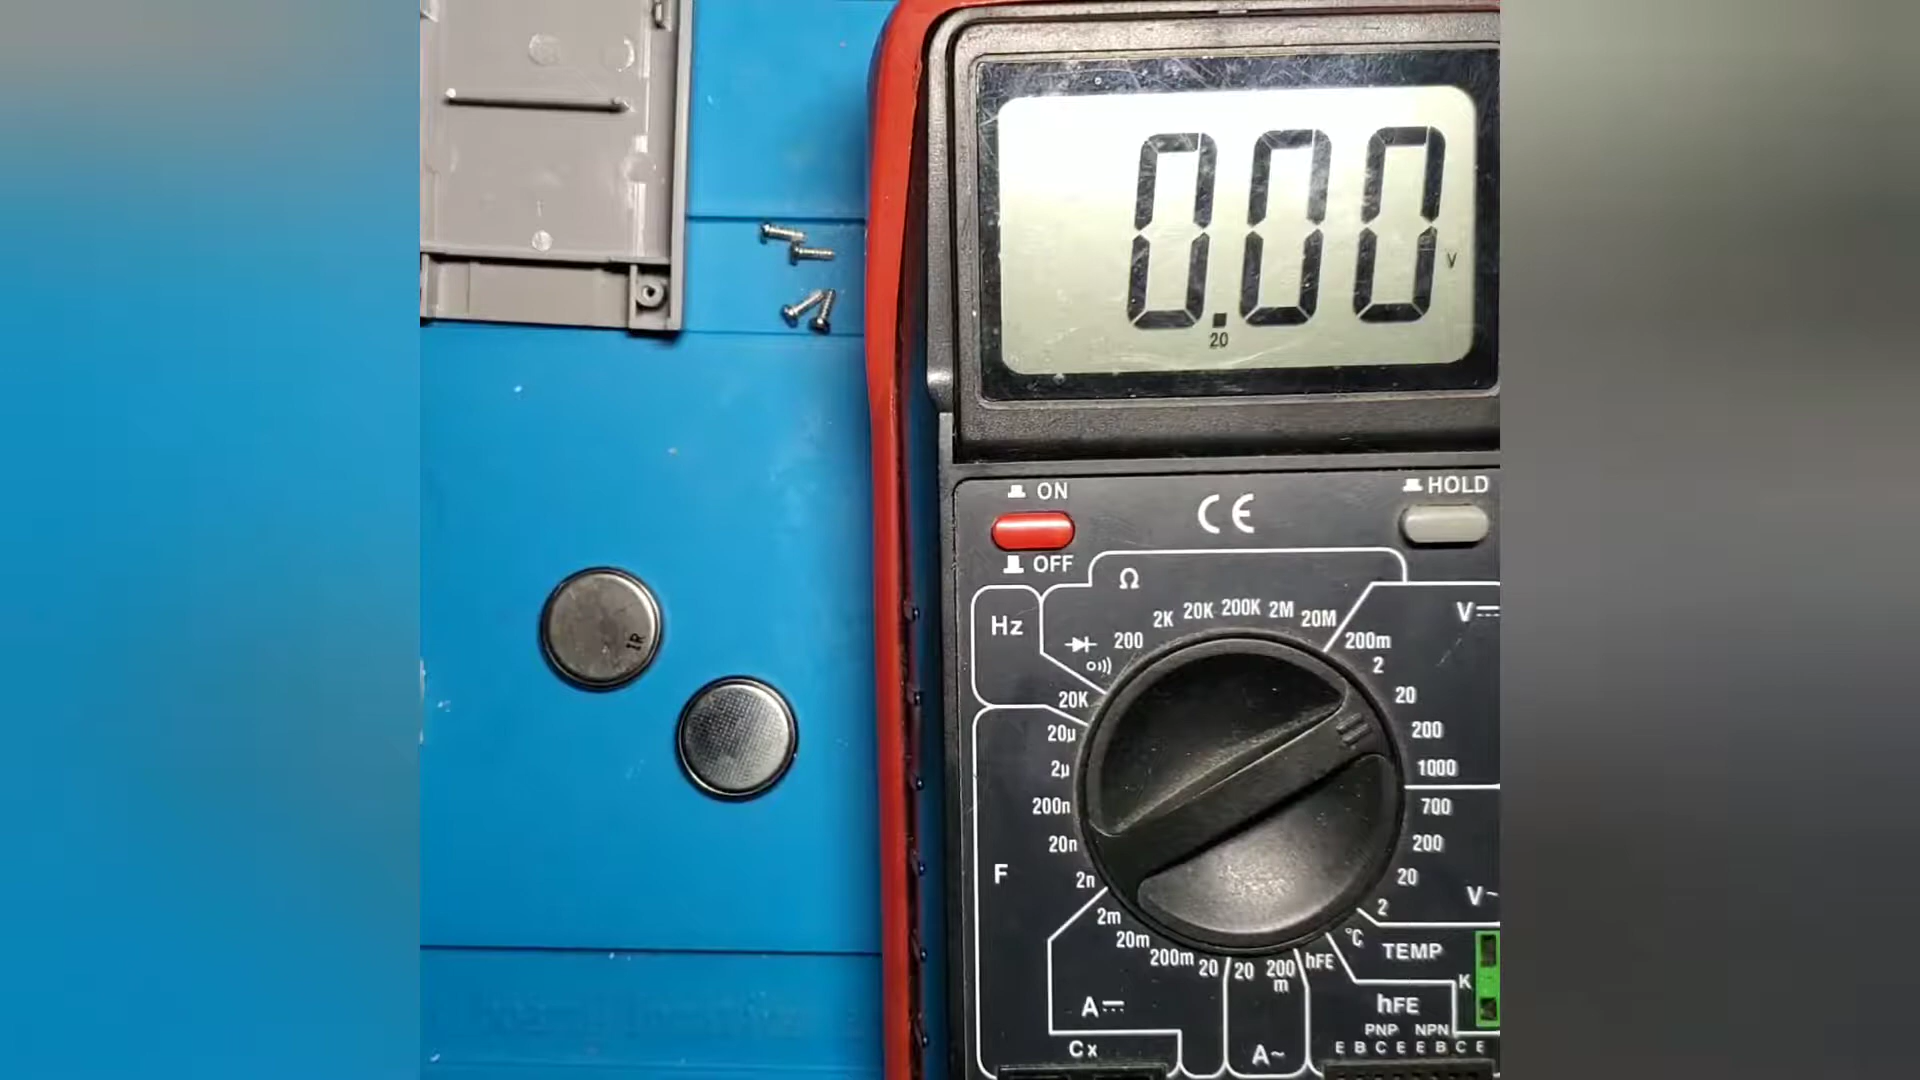 0.00
V
20
ON
CE
HOLD
OFF
Ω
Hz
200
2K
20K
200K
2M
20M
V
200m
2
20
200
1000
20K
20µ
2µ
200n
20n
2n
F
700
200
20
2
V~
2m
20m
200m
20
20
200
m
hFE
°C
TEMP
K
hFE
A
PNP NPN
Cx
A~
E B C E E B C E
1R